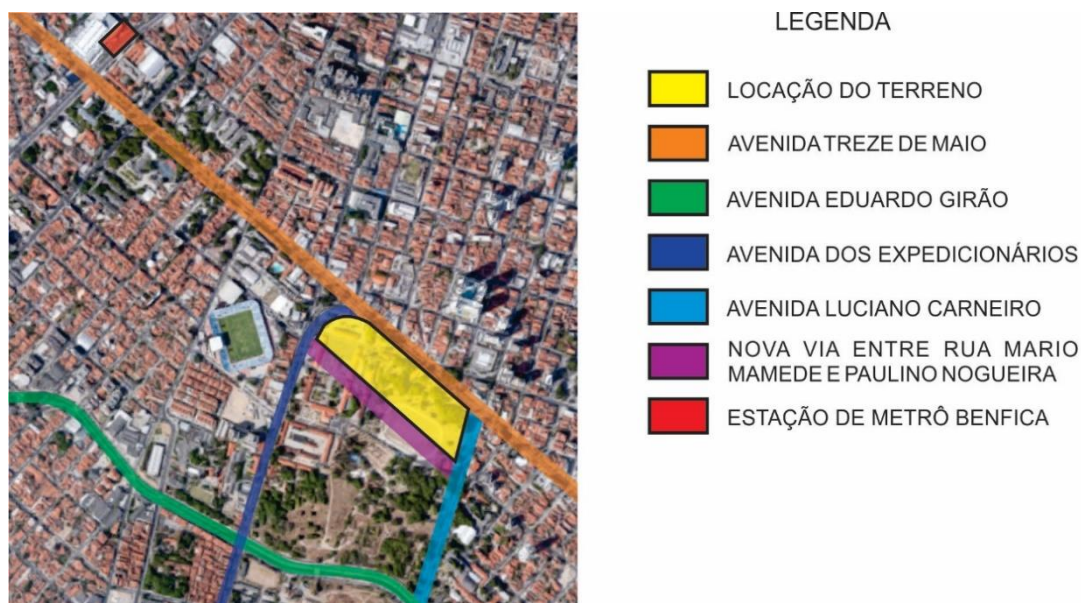 LEGENDA
LOCAÇÃO DO TERRENO
AVENIDA TREZE DE MAIO
AVENIDA EDUARDO GIRÃO
AVENIDA DOS EXPEDICIONÁRIOS
AVENIDA LUCIANO CARNEIRO
NOVA VIA ENTRE RUA MARIO
MAMEDE E PAULINO NOGUEIRA
ESTAÇÃO DE METRÔ BENFICA